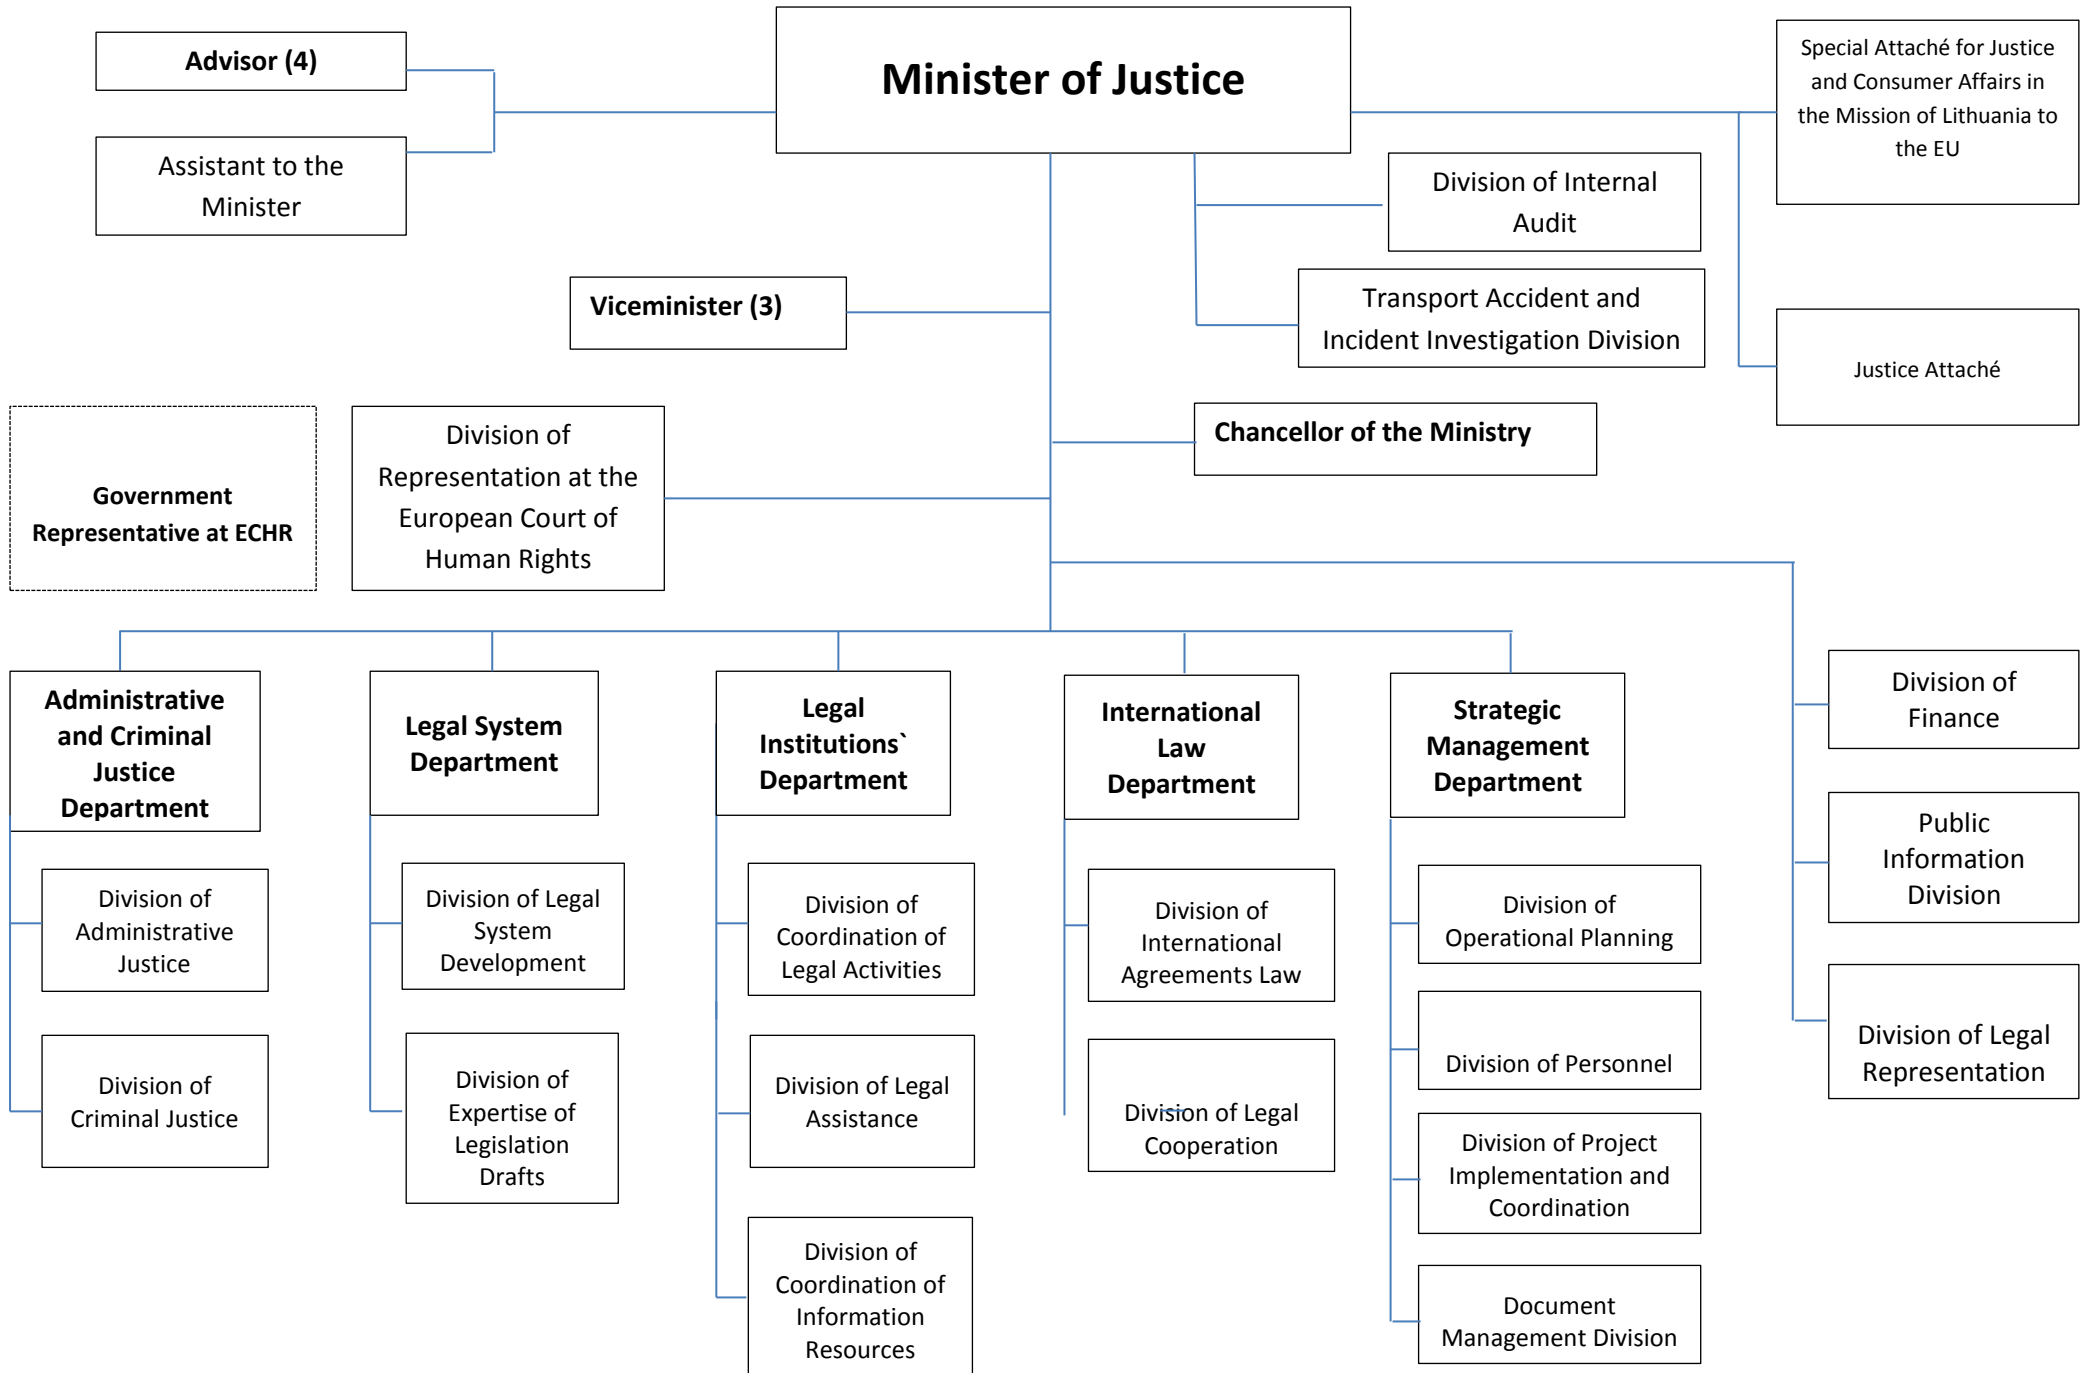 Advisor (4)
Minister of Justice
Special Attaché for Justice
and Consumer Affairs in
the Mission of Lithuania to
the EU
Assistant to the
Minister
Division of Internal
Audit
Viceminister (3)
Transport Accident and
Incident Investigation Division
Justice Attaché
Government
Representative at ECHR
Division of
Representation at the
European Court of
Human Rights
Chancellor of the Ministry
Administrative
and Criminal
Justice
Department
Legal System
Department
Legal
Institutions`
Department
International
Law
Department
Strategic
Management
Department
Division of
Finance
Public
Information
Division
Division of Legal
Representation
Division of
Administrative
Justice
Division of
Criminal Justice
Division of Legal
System
Development
Division of
Expertise of
Legislation
Drafts
Division of
Coordination of
Legal Activities
Division of Legal
Assistance
Division of
Coordination of
Information
Resources
Division of
International
Agreements Law
Division of Legal
Cooperation
Division of
Operational Planning
Division of Personnel
Division of Project
Implementation and
Coordination
Document
Management Division